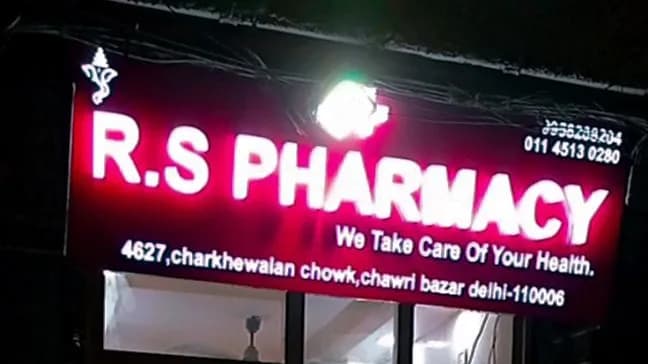 011 4513 0280
R.S PHARMACY
We Take Care Of Your Health.
4627,charkhewalan chowk,chawri bazar delhi-110006